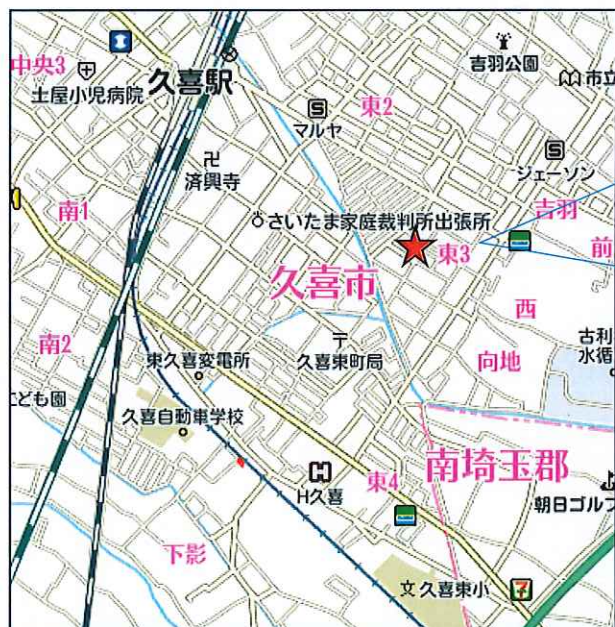 中央3
土屋小児病院
久喜駅
吉羽公園
市立
S
マルヤ
東2
S
ジェーソン
済興寺
南1
さいたま家庭裁判所出張所
吉羽
東3
前
久喜市
西
南2
東久喜変電所
久喜東町局
向地
古利
水循
こども園
久喜自動車学校
南埼玉郡
H久喜
東4
朝日ゴルフ
下影
文久喜東小
7